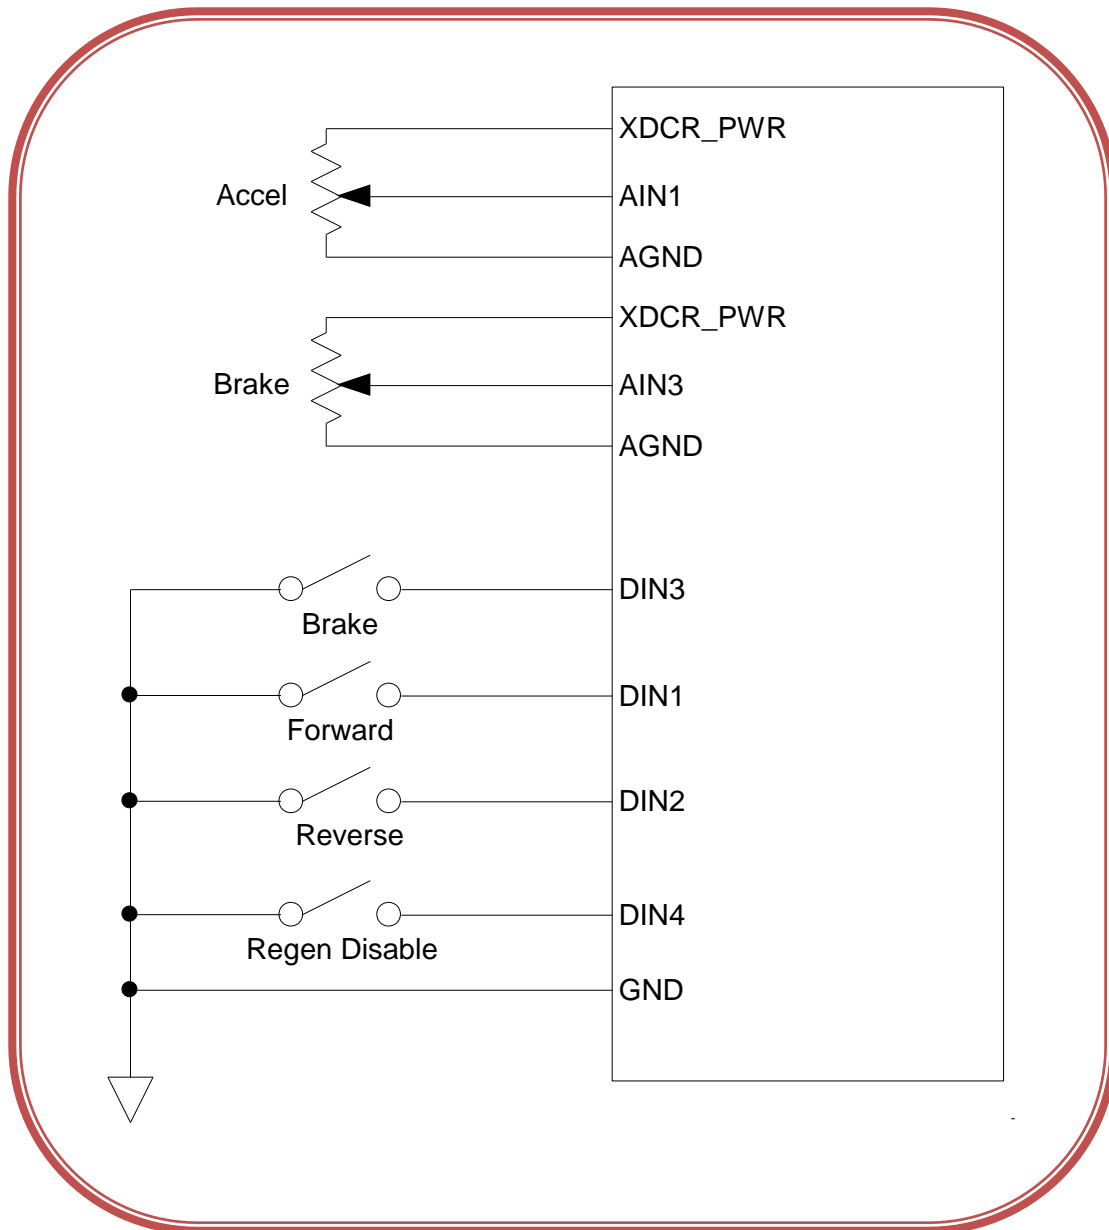 XDCR_PWR
Accel
AIN1
AGND
XDCR_PWR
Brake
AIN3
AGND
DIN3
Brake
DIN1
Forward
DIN2
Reverse
DIN4
Regen Disable
GND
-